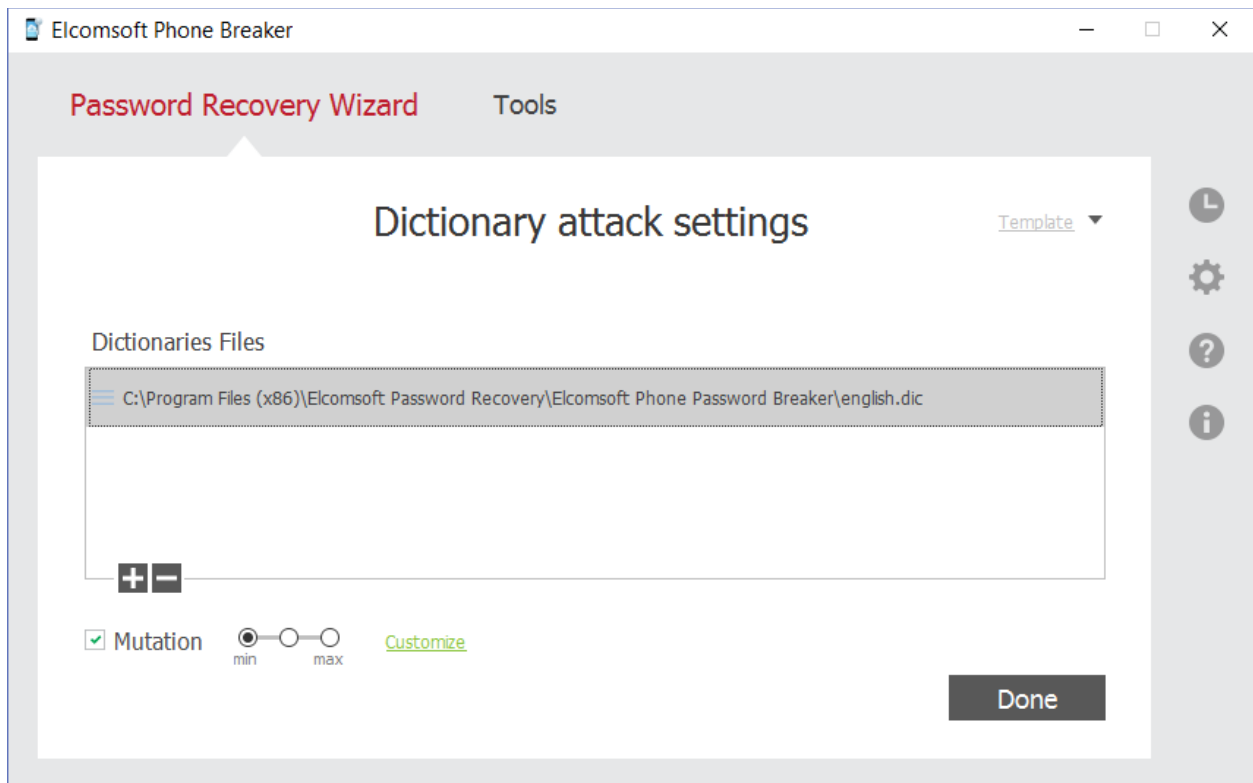 Elcomsoft Phone Breaker
Password Recovery Wizard Tools
Dictionary attack settings
Template
Dictionaries Files
C:\Program Files (x86)\Elcomsoft Password Recovery\Elcomsoft Phone Password Breaker\english.dic
Mutation
min max
Customize
Done